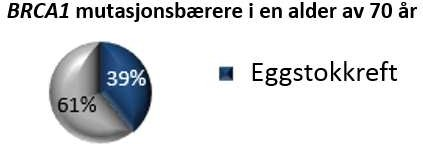 BRCA1 mutasjonsbærere i en alder av 70 år
39%
Eggstokkreft
61%